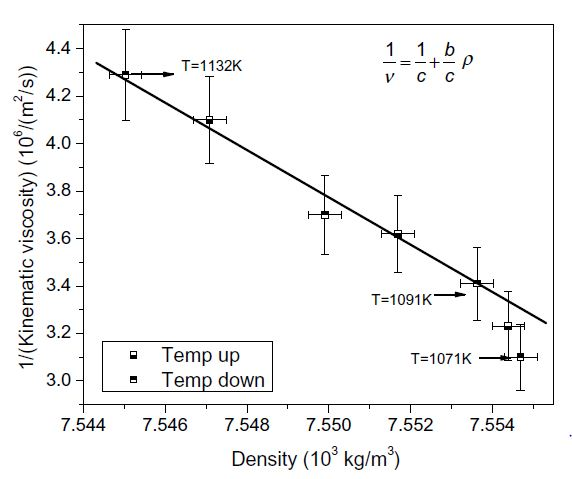 1/ν = 1/c + b/c ρ
T=1132K
T=1091K
T=1071K
Temp up
Temp down
4.4
4.2
4.0
3.8
3.6
3.4
3.2
3.0
1/(Kinematic viscosity) (10⁶/(m²/s))
7.544 7.546 7.548 7.550 7.552 7.554
Density (10³ kg/m³)